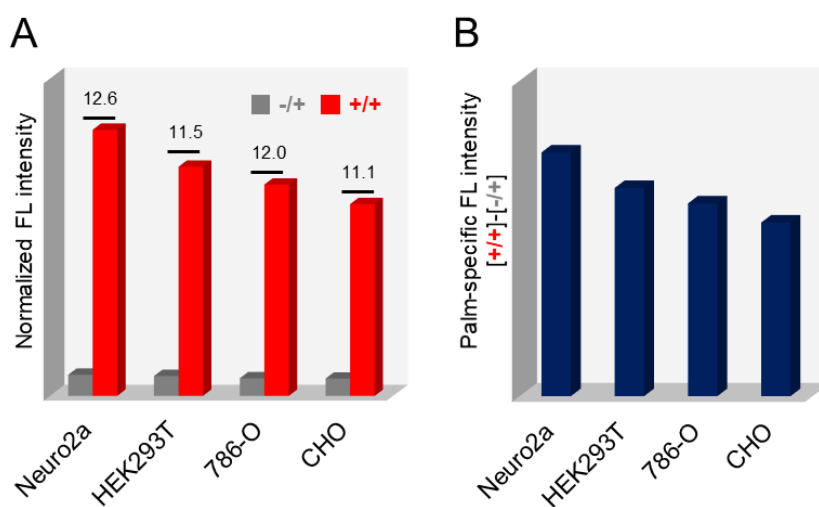 A
Normalized FL intensity
12.6
11.5
12.0
11.1
-/+
+/+
Neuro2a
HEK293T
786-O
CHO
B
Palm-specific FL intensity
[+/+]-[-/+]
Neuro2a
HEK293T
786-O
CHO